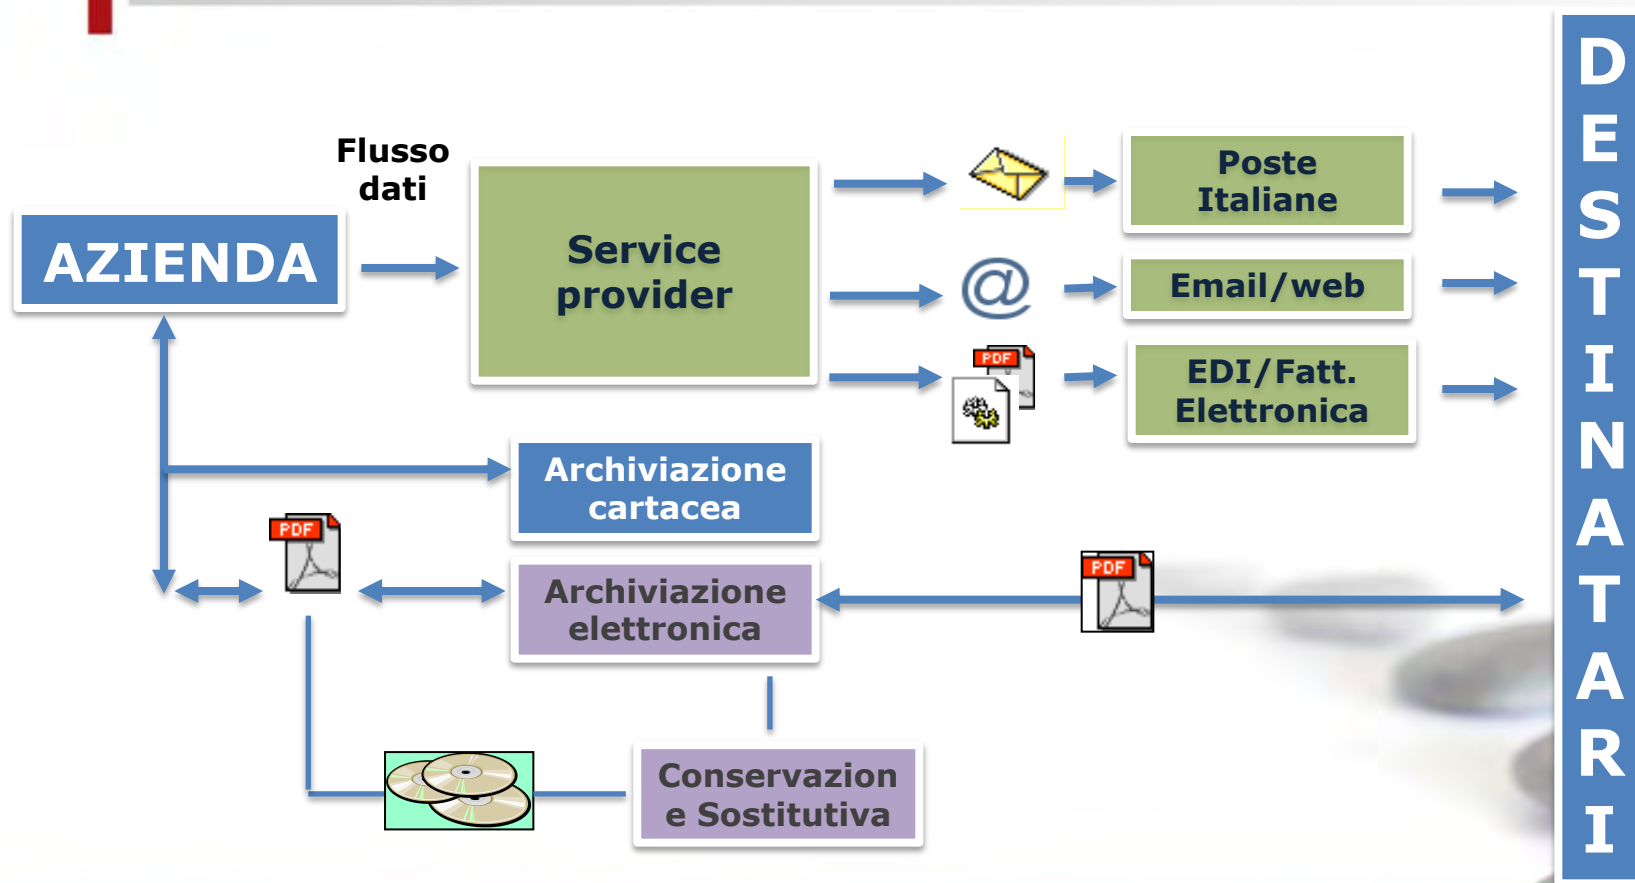 Flusso
dati
AZIENDA
Service
provider
Poste
Italiane
@
Email/web
PDF
EDI/Fatt.
Elettronica
Archiviazione
cartacea
PDF
Archiviazione
elettronica
PDF
Conservazion
e Sostitutiva
D
E
S
T
I
N
A
T
A
R
I